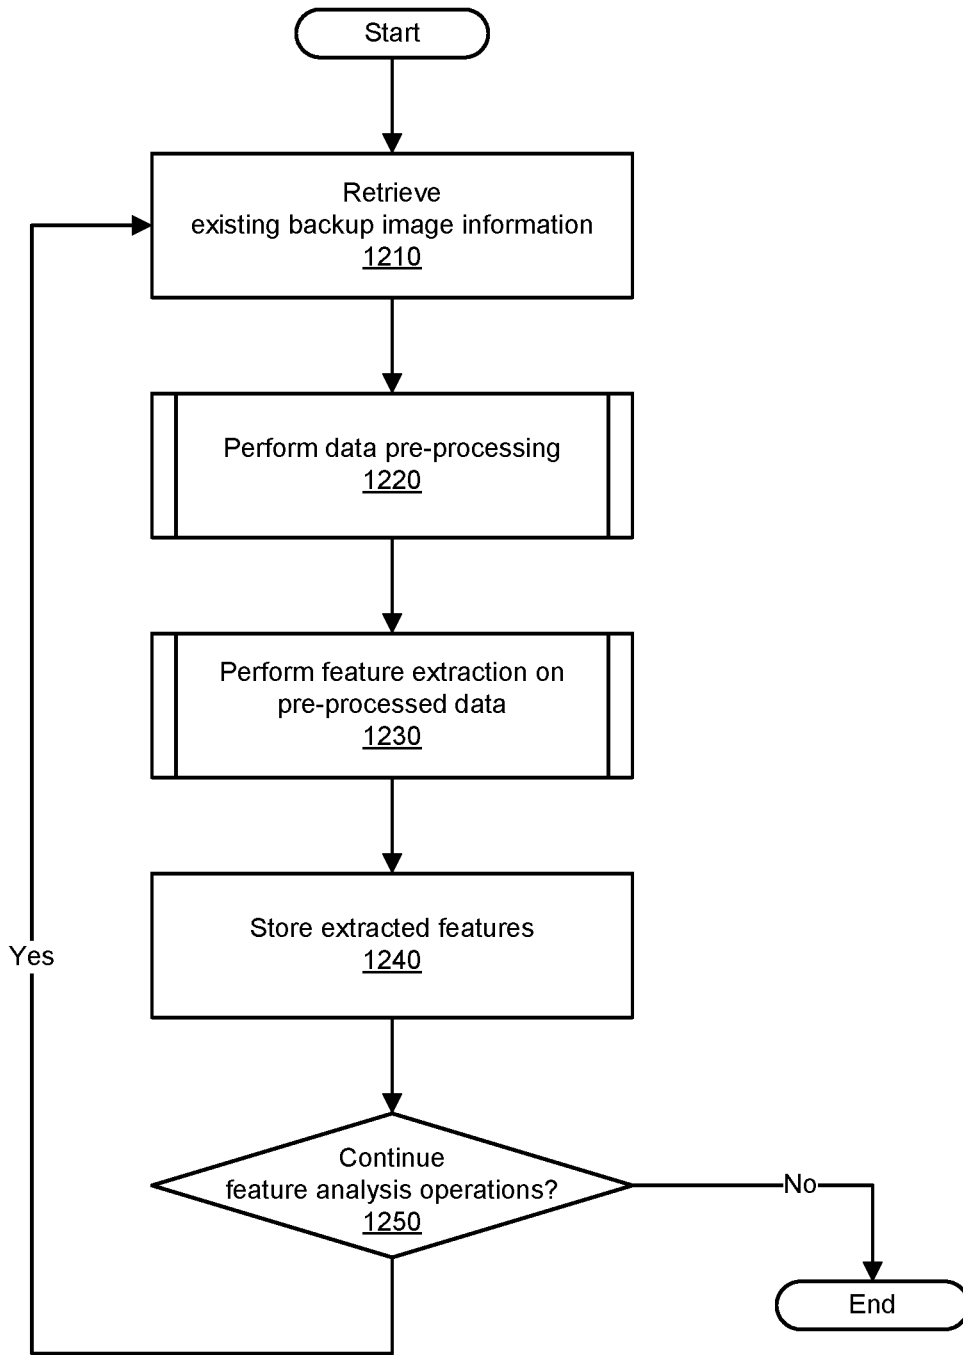 Start
Retrieve
existing backup image information
1210
Perform data pre-processing
1220
Perform feature extraction on
pre-processed data
1230
Store extracted features
1240
Yes
Continue
feature analysis operations?
1250
No
End